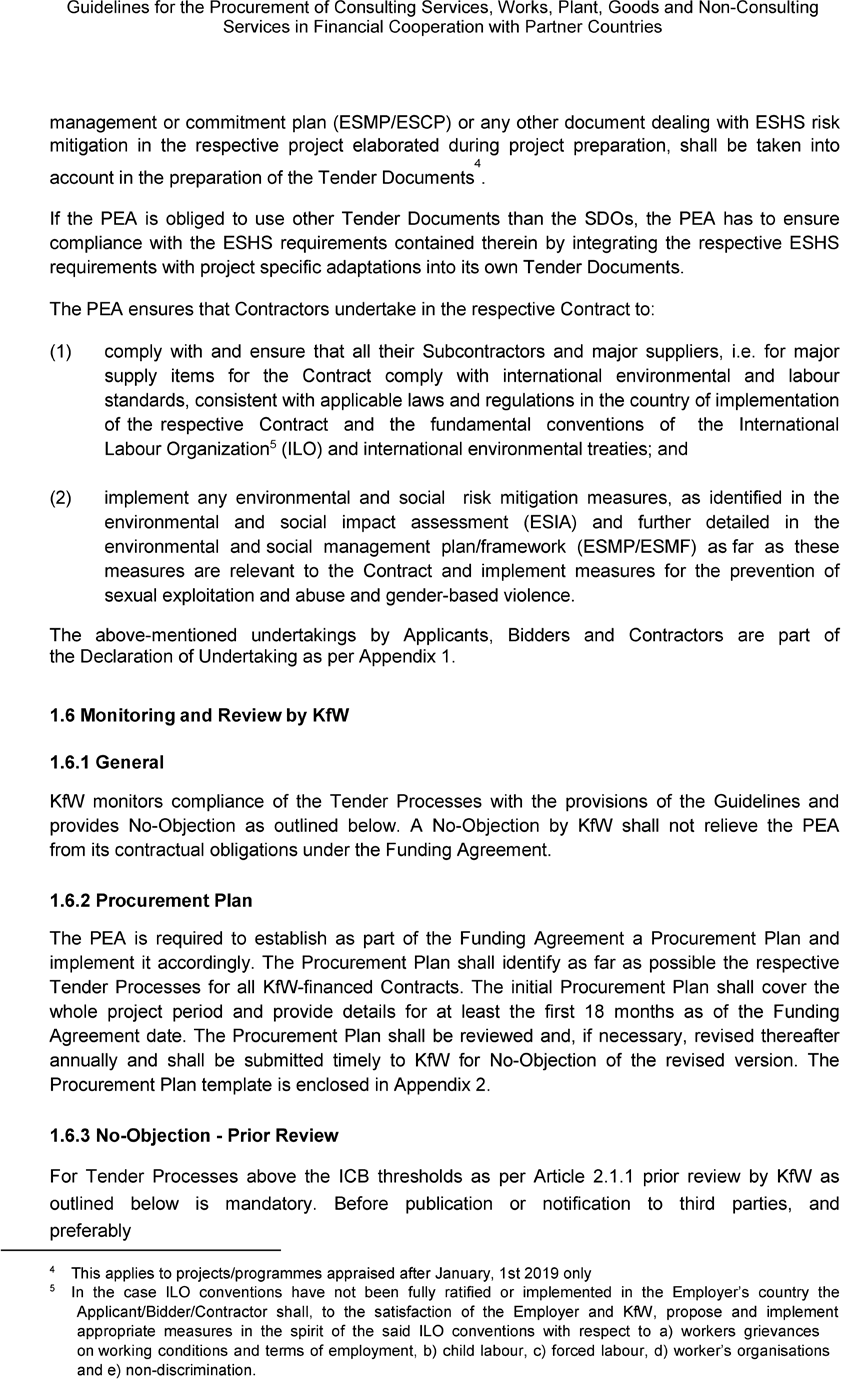 Guidelines for the Procurement of Consulting Services, Works, Plant, Goods and Non-Consulting
Services in Financial Cooperation with Partner Countries
management or commitment plan (ESMP/ESCP) or any other document dealing with ESHS risk
mitigation in the respective project elaborated during project preparation, shall be taken into
account in the preparation of the Tender Documents4.
If the PEA is obliged to use other Tender Documents than the SDOs, the PEA has to ensure
compliance with the ESHS requirements contained therein by integrating the respective ESHS
requirements with project specific adaptations into its own Tender Documents.
The PEA ensures that Contractors undertake in the respective Contract to:
(1) comply with and ensure that all their Subcontractors and major suppliers, i.e. for major
supply items for the Contract comply with international environmental and labour
standards, consistent with applicable laws and regulations in the country of implementation
of the respective Contract and the fundamental conventions of the International
Labour Organization5 (ILO) and international environmental treaties; and
(2) implement any environmental and social risk mitigation measures, as identified in the
environmental and social impact assessment (ESIA) and further detailed in the
environmental and social management plan/framework (ESMP/ESMF) as far as these
measures are relevant to the Contract and implement measures for the prevention of
sexual exploitation and abuse and gender-based violence.
The above-mentioned undertakings by Applicants, Bidders and Contractors are part of
the Declaration of Undertaking as per Appendix 1.
1.6 Monitoring and Review by KfW
1.6.1 General
KfW monitors compliance of the Tender Processes with the provisions of the Guidelines and
provides No-Objection as outlined below. A No-Objection by KfW shall not relieve the PEA
from its contractual obligations under the Funding Agreement.
1.6.2 Procurement Plan
The PEA is required to establish as part of the Funding Agreement a Procurement Plan and
implement it accordingly. The Procurement Plan shall identify as far as possible the respective
Tender Processes for all KfW-financed Contracts. The initial Procurement Plan shall cover the
whole project period and provide details for at least the first 18 months as of the Funding
Agreement date. The Procurement Plan shall be reviewed and, if necessary, revised thereafter
annually and shall be submitted timely to KfW for No-Objection of the revised version. The
Procurement Plan template is enclosed in Appendix 2.
1.6.3 No-Objection - Prior Review
For Tender Processes above the ICB thresholds as per Article 2.1.1 prior review by KfW as
outlined below is mandatory. Before publication or notification to third parties, and
preferably
4 This applies to projects/programmes appraised after January, 1st 2019 only
5 In the case ILO conventions have not been fully ratified or implemented in the Employer's country the
Applicant/Bidder/Contractor shall, to the satisfaction of the Employer and KfW, propose and implement
appropriate measures in the spirit of the said ILO conventions with respect to a) workers grievances
on working conditions and terms of employment, b) child labour, c) forced labour, d) worker's organisations
and e) non-discrimination.